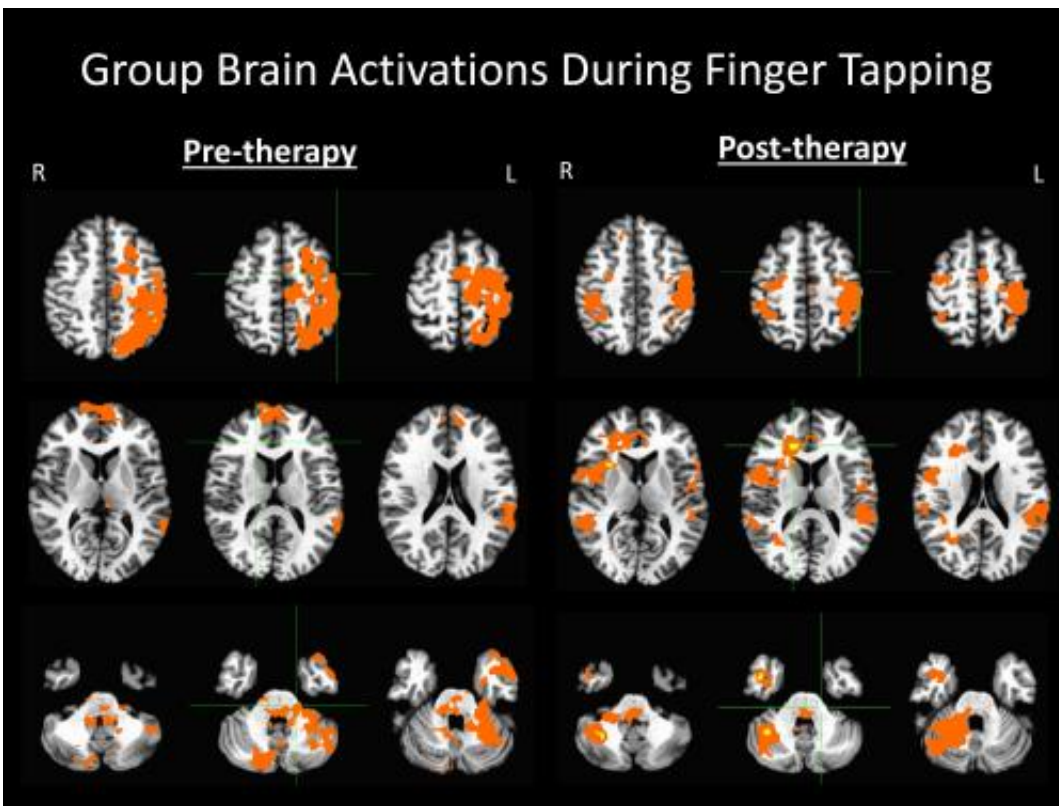 Group Brain Activations During Finger Tapping
Pre-therapy
R L
Post-therapy
R L